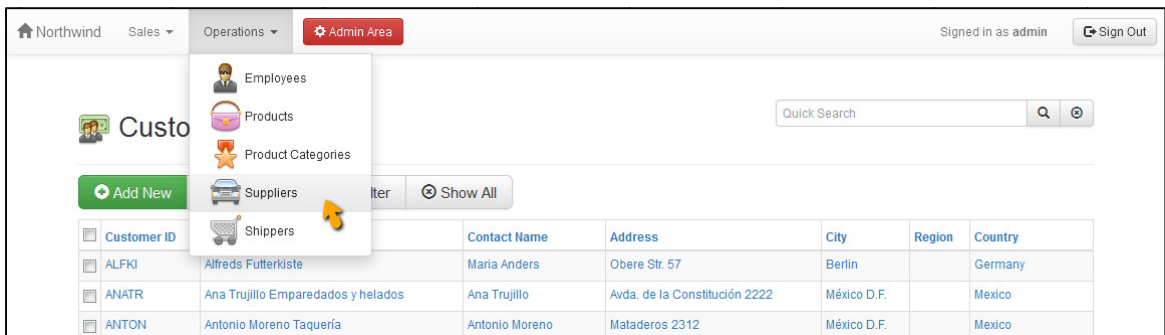 Northwind Sales Operations Admin Area Signed in as admin Sign Out
Employees
Products
Product Categories
Suppliers
Shippers
Custo
Quick Search
Add New lter Show All
Customer ID Contact Name Address City Region Country
ALFKI Alfreds Futterkiste Maria Anders Obere Str. 57 Berlin Germany
ANATR Ana Trujillo Emparedados y helados Ana Trujillo Avda. de la Constitución 2222 México D.F. Mexico
ANTON Antonio Moreno Taquería Antonio Moreno Mataderos 2312 México D.F. Mexico